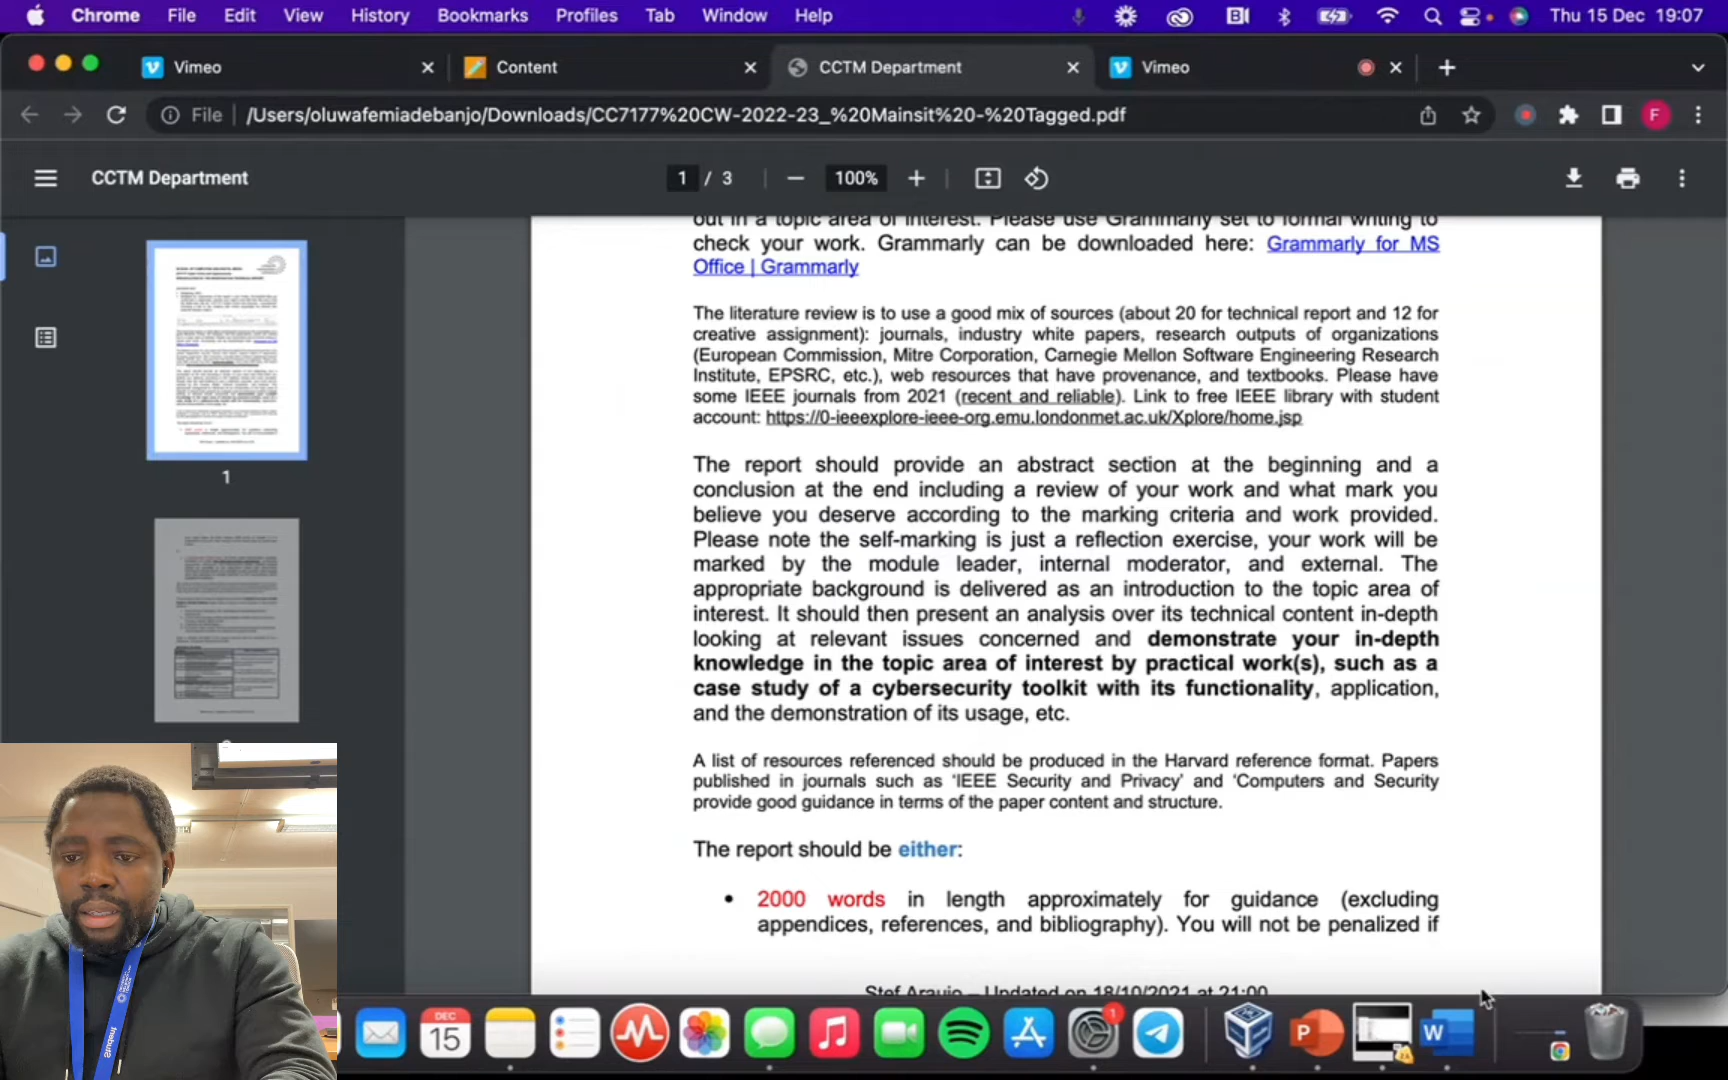 Chrome File Edit View History Bookmarks Profiles Tab Window Help Thu 15 Dec 19:07
Vimeo Content CCTM Department Vimeo
File /Users/oluwafemiadebanjo/Downloads/CC7177%20CW-2022-23_%20Mainsit%20-%20Tagged.pdf F
CCTM Department 1 / 3 100%
out in a topic area of interest. Please use Grammarly set to formal writing to
check your work. Grammarly can be downloaded here: Grammarly for MS
Office | Grammarly
The literature review is to use a good mix of sources (about 20 for technical report and 12 for
creative assignment): journals, industry white papers, research outputs of organizations
(European Commission, Mitre Corporation, Carnegie Mellon Software Engineering Research
Institute, EPSRC, etc.), web resources that have provenance, and textbooks. Please have
some IEEE journals from 2021 (recent and reliable). Link to free IEEE library with student
account: https://0-ieeexplore-ieee-org.emu.londonmet.ac.uk/Xplore/home.jsp
The report should provide an abstract section at the beginning and a
conclusion at the end including a review of your work and what mark you
believe you deserve according to the marking criteria and work provided.
Please note the self-marking is just a reflection exercise, your work will be
marked by the module leader, internal moderator, and external. The
appropriate background is delivered as an introduction to the topic area of
interest. It should then present an analysis over its technical content in-depth
looking at relevant issues concerned and demonstrate your in-depth
knowledge in the topic area of interest by practical work(s), such as a
case study of a cybersecurity toolkit with its functionality, application,
and the demonstration of its usage, etc.
A list of resources referenced should be produced in the Harvard reference format. Papers
published in journals such as 'IEEE Security and Privacy' and 'Computers and Security
provide good guidance in terms of the paper content and structure.
The report should be either:
• 2000 words in length approximately for guidance (excluding
appendices, references, and bibliography). You will not be penalized if
Stef Araujo – Updated on 18/10/2021 at 21:00
1
DEC
15
1
P
W
Student